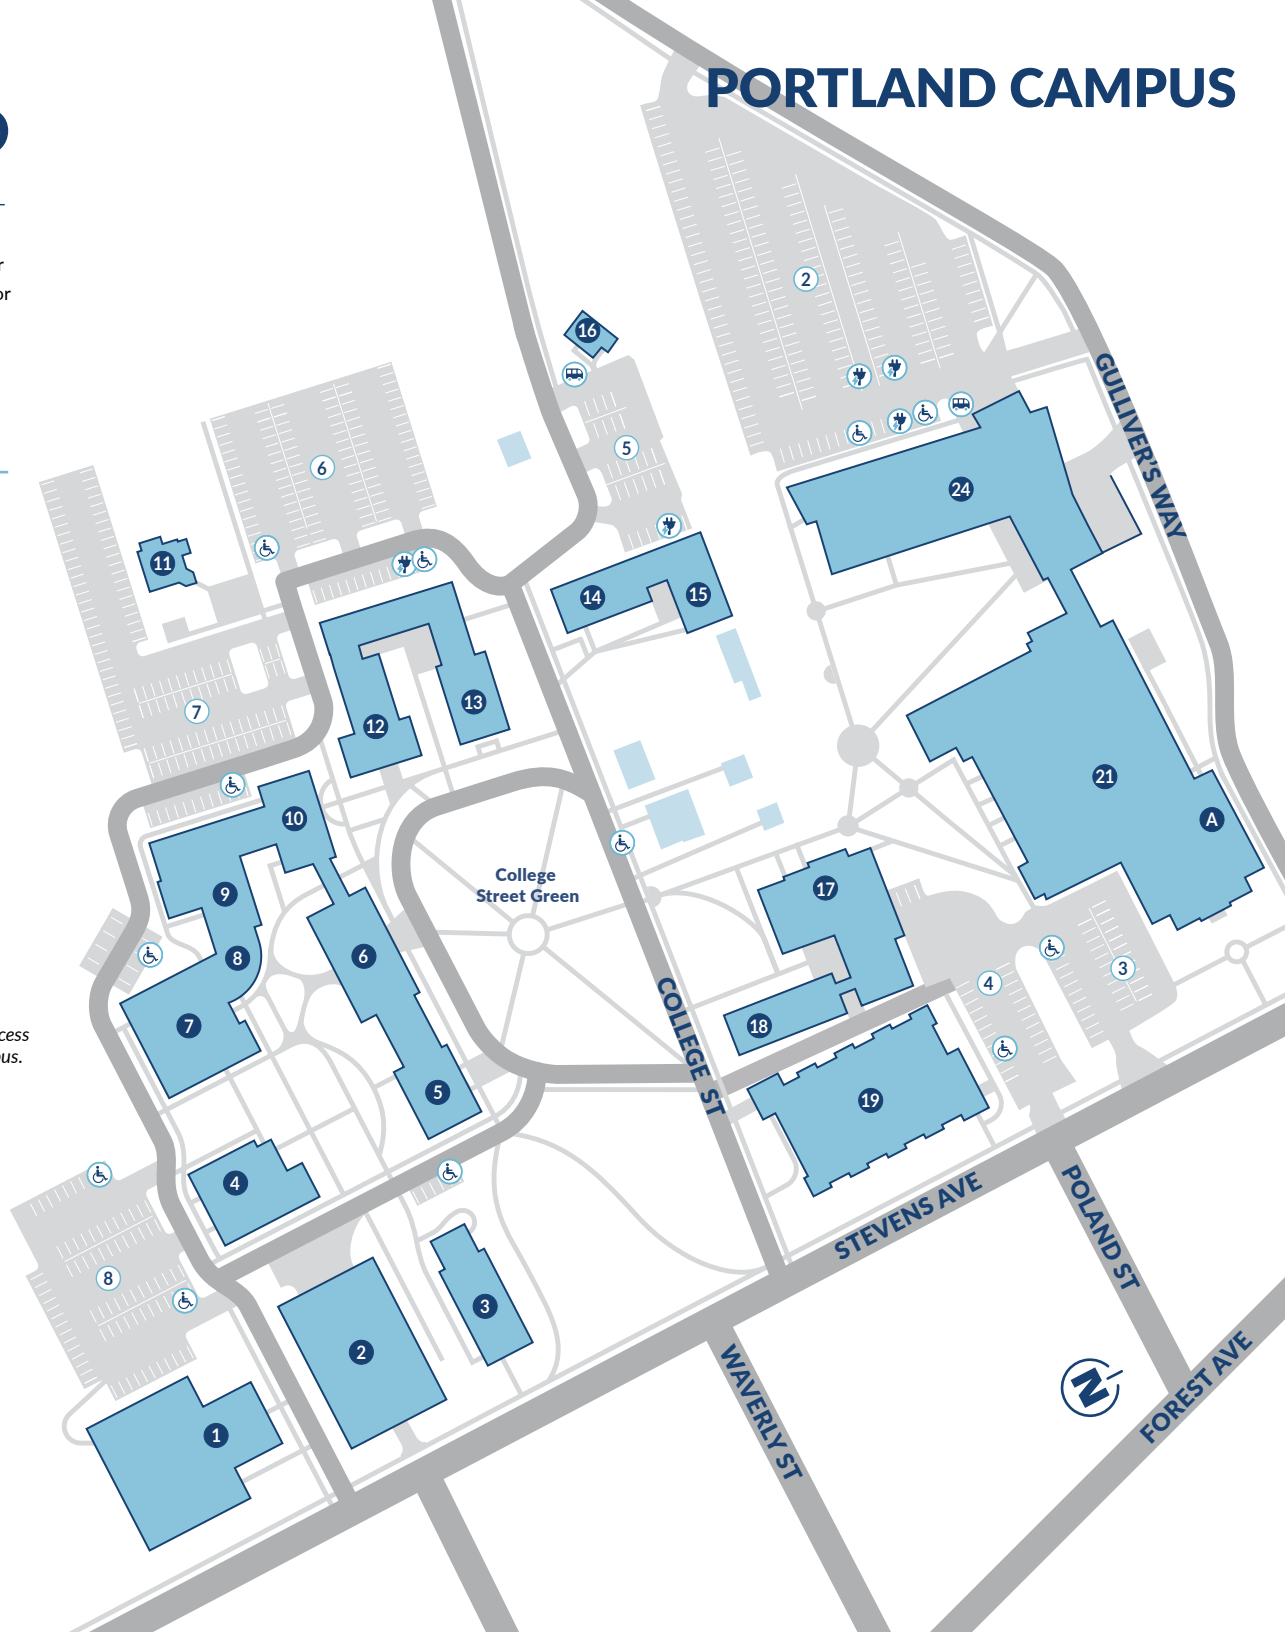 PORTLAND CAMPUS
r
or
2
16
5
6
24
GULLIVER'S WAY
11
14
15
7
12
13
21
A
10
College
Street Green
17
9
6
8
3
4
COLLEGE ST
7
18
cess
us.
5
19
4
STEVENS AVE
POLAND ST
8
3
2
WAVERLY ST
FOREST AVE
N
1